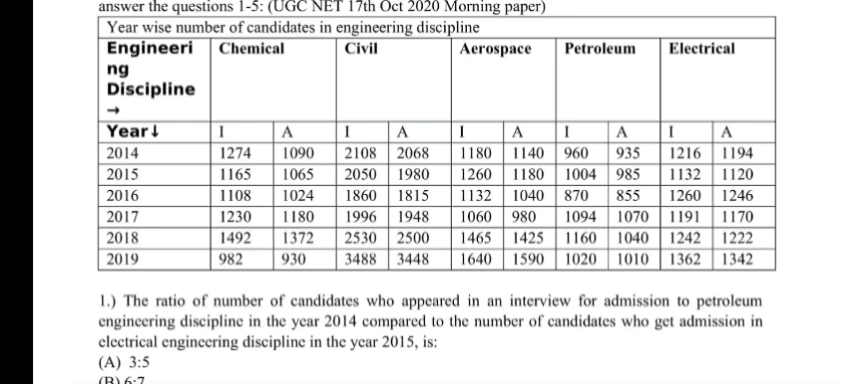 answer the questions 1-5: (UGC NET 17th Oct 2020 Morning paper)
Year wise number of candidates in engineering discipline
Engineeri Chemical Civil Aerospace Petroleum Electrical
ng
Discipline
→
Year↓ I A I A I A I A I A
2014 1274 1090 2108 2068 1180 1140 960 935 1216 1194
2015 1165 1065 2050 1980 1260 1180 1004 985 1132 1120
2016 1108 1024 1860 1815 1132 1040 870 855 1260 1246
2017 1230 1180 1996 1948 1060 980 1094 1070 1191 1170
2018 1492 1372 2530 2500 1465 1425 1160 1040 1242 1222
2019 982 930 3488 3448 1640 1590 1020 1010 1362 1342
1.) The ratio of number of candidates who appeared in an interview for admission to petroleum
engineering discipline in the year 2014 compared to the number of candidates who get admission in
electrical engineering discipline in the year 2015, is:
(A) 3:5
(B) 6:7